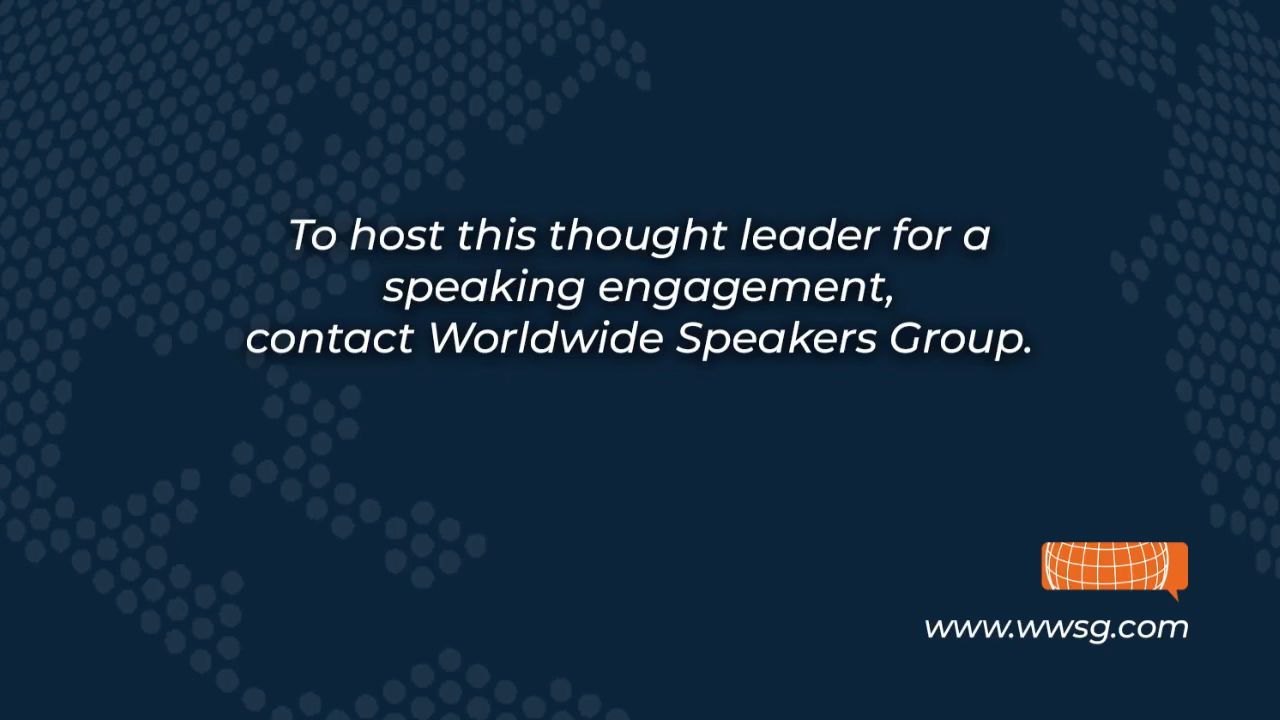 To host this thought leader for a
speaking engagement,
contact Worldwide Speakers Group.
www.wwsg.com